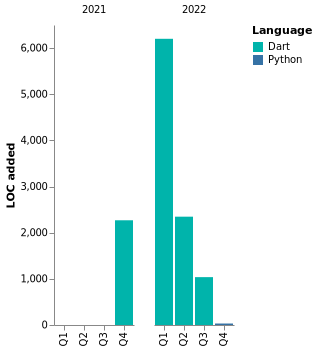 2021 2022
Language
Dart
Python
LOC added
6,000
5,000
4,000
3,000
2,000
1,000
0
Q1 Q2 Q3 Q4 Q1 Q2 Q3 Q4